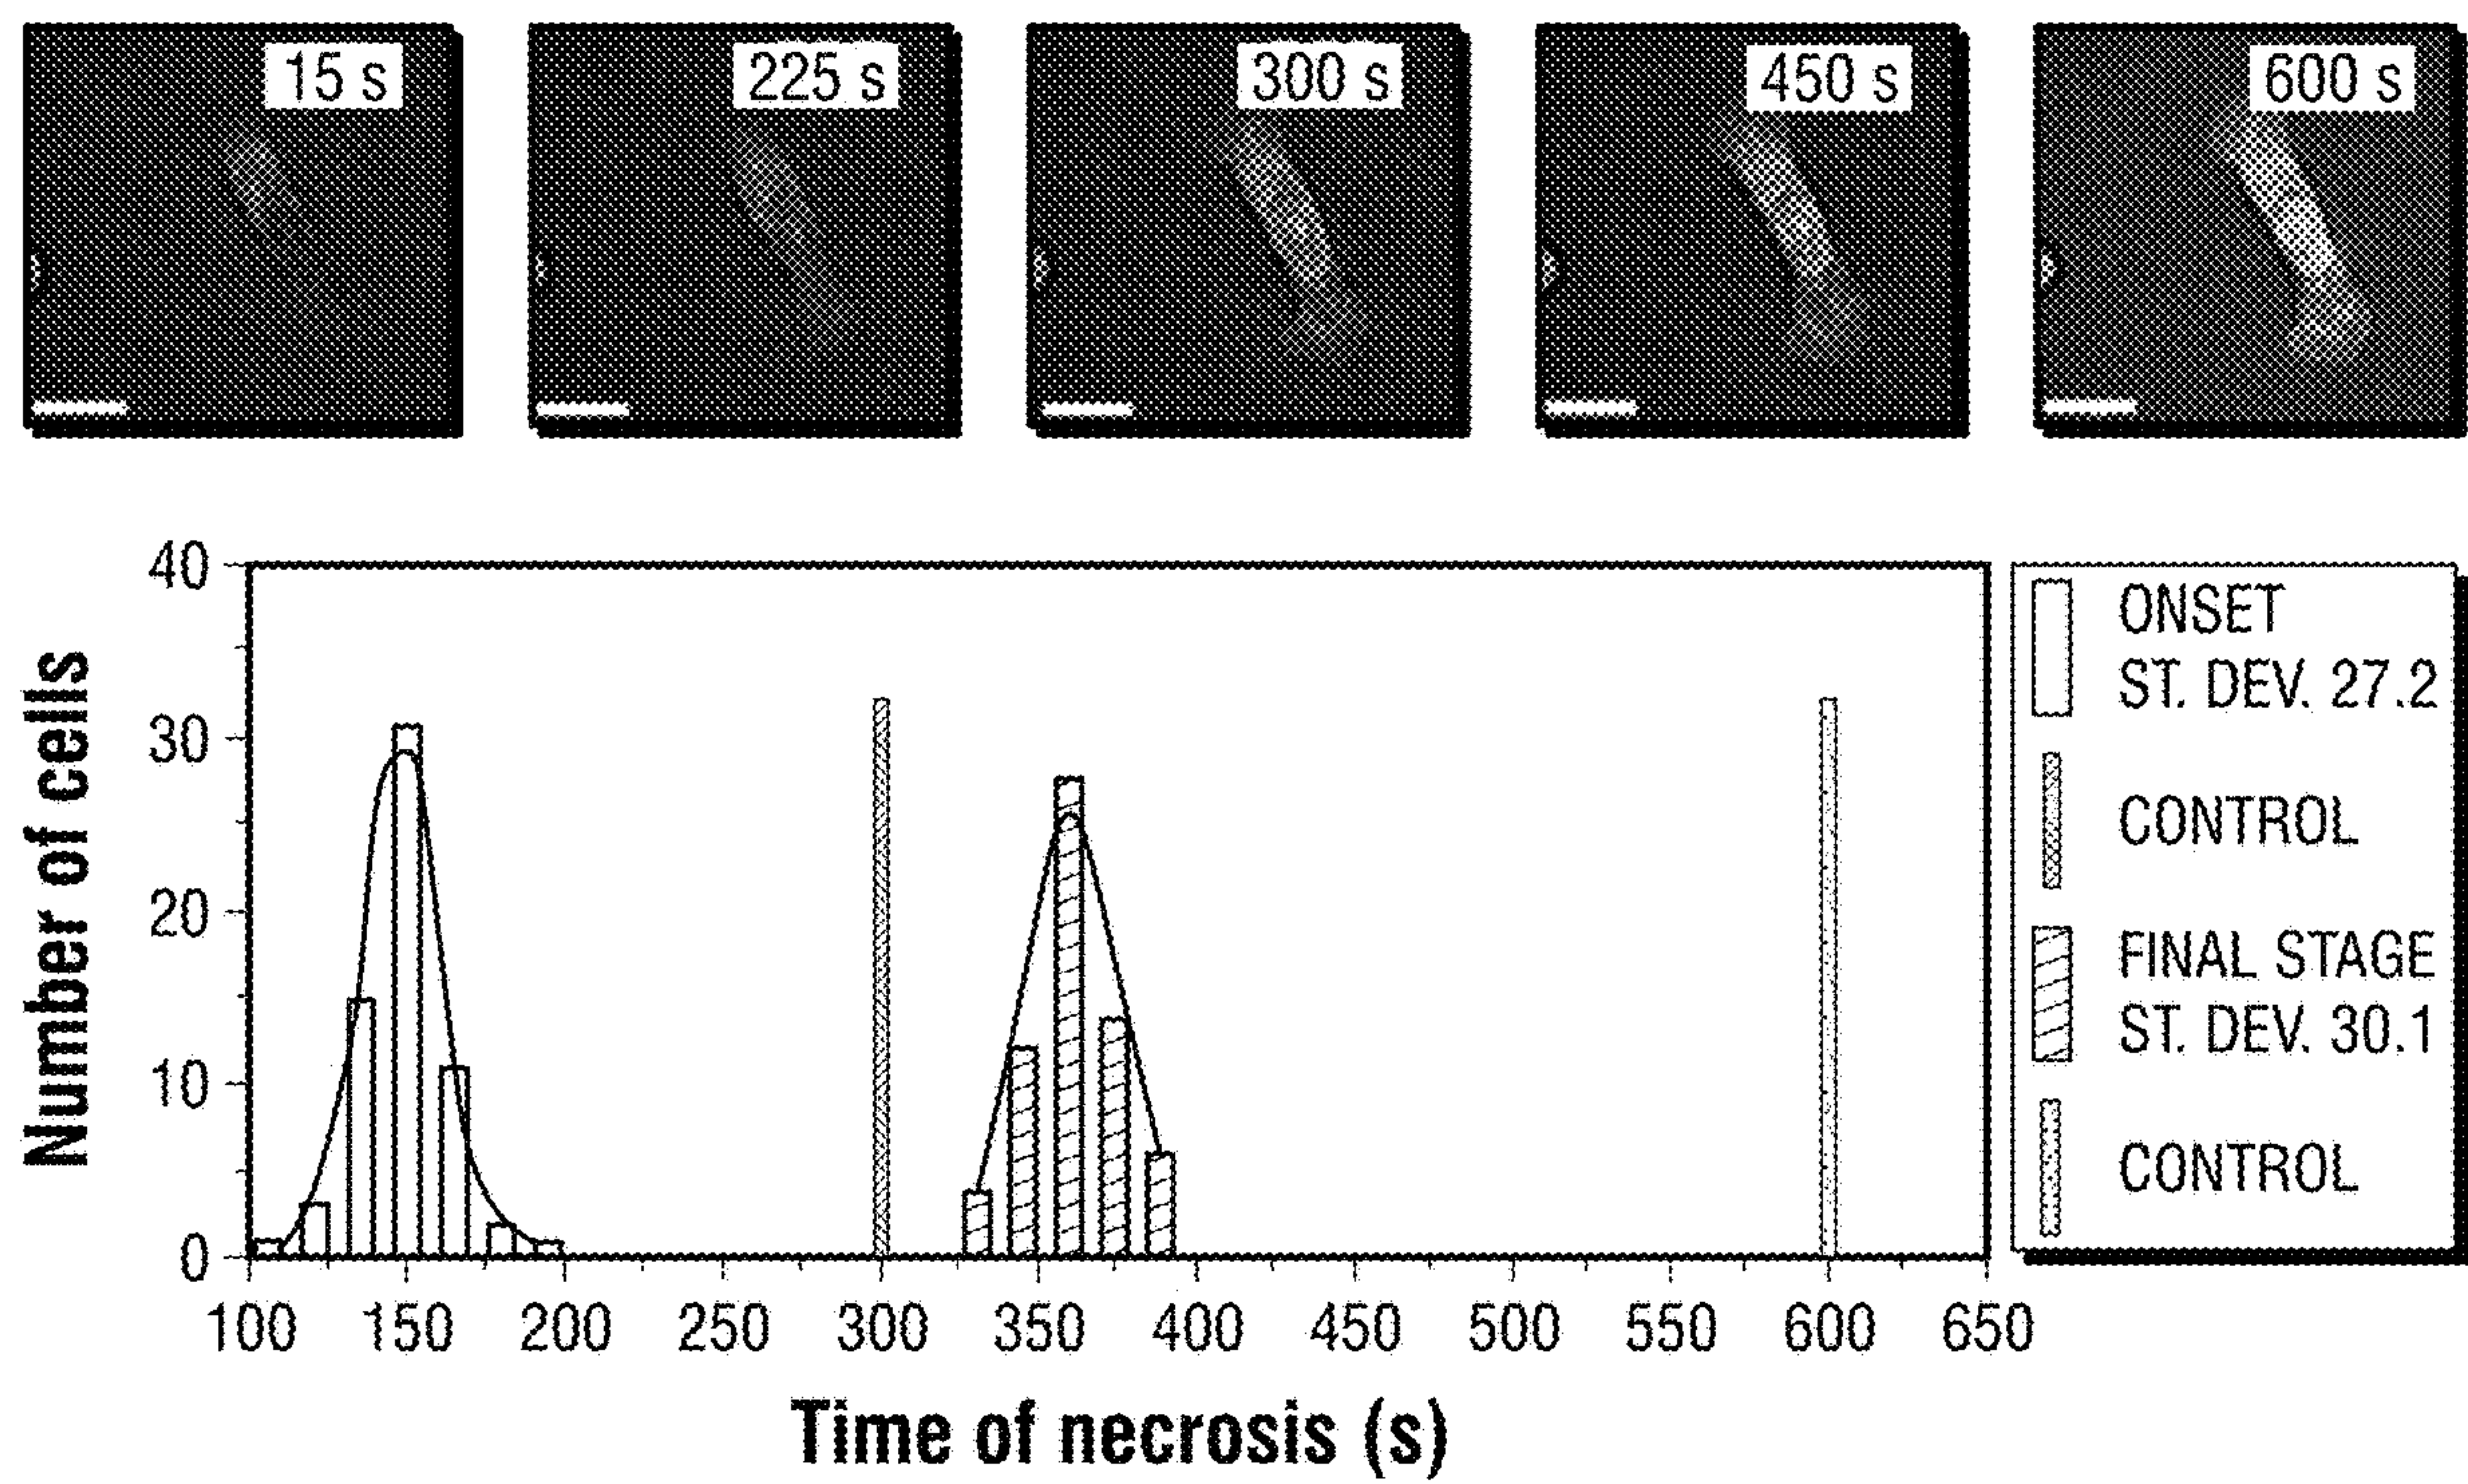 15 s
225 s
300 s
450 s
600 s
40
30
20
10
0
Number of cells
100 150 200 250 300 350 400 450 500 550 600 650
Time of necrosis (s)
ONSET
ST. DEV. 27.2
CONTROL
FINAL STAGE
ST. DEV. 30.1
CONTROL